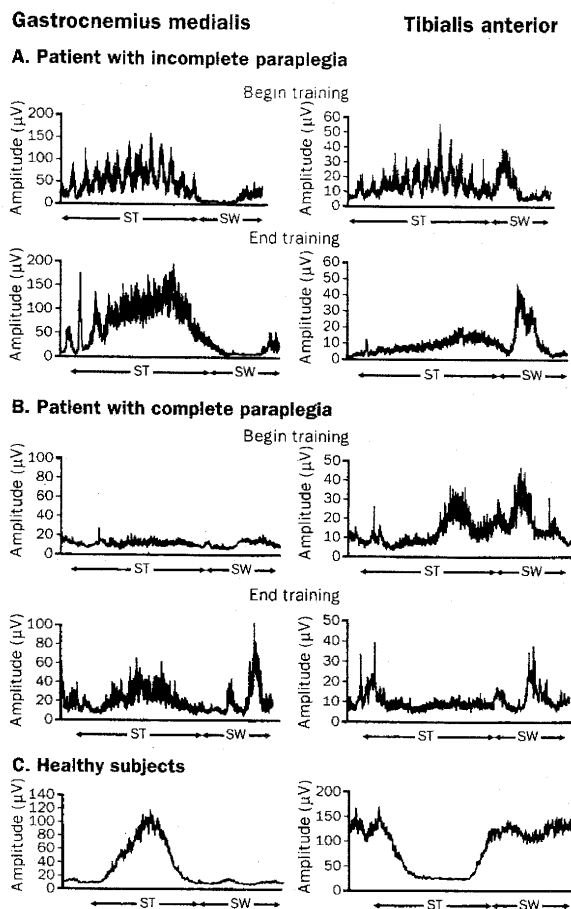 Gastrocnemius medialis Tibialis anterior
A. Patient with incomplete paraplegia
Begin training
Amplitude (μV) 200 150 100 50 0 ST SW
Amplitude (μV) 60 50 40 30 20 10 0 ST SW
End training
Amplitude (μV) 200 150 100 50 0 ST SW
Amplitude (μV) 60 40 30 20 10 0 ST SW
B. Patient with complete paraplegia
Begin training
Amplitude (μV) 100 80 60 40 20 0 ST SW
Amplitude (μV) 50 40 30 20 10 0 ST SW
End training
Amplitude (μV) 100 80 60 40 20 0 ST SW
Amplitude (μV) 50 40 30 20 10 0 ST SW
C. Healthy subjects
Amplitude (μV) 140 120 100 80 60 40 20 0 ST SW
Amplitude (μV) 200 150 100 50 0 ST SW